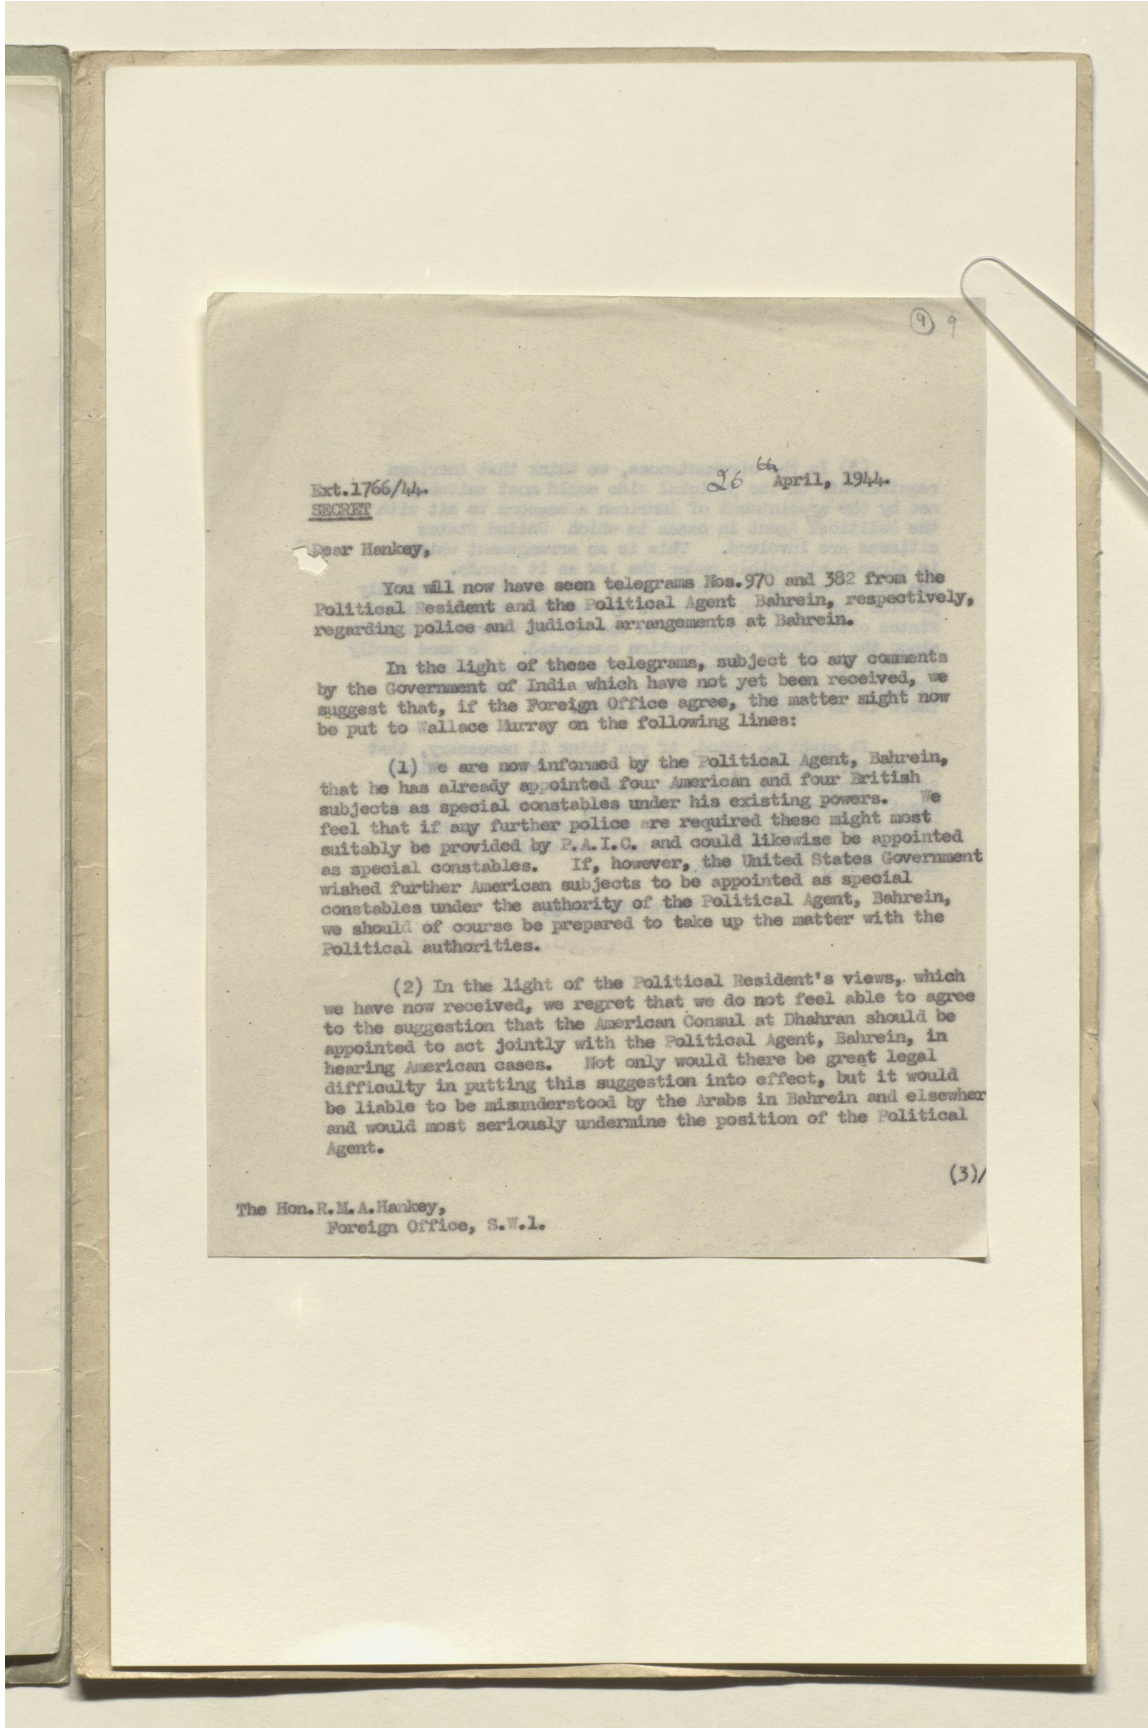 9 9
Ext.1766/44.
26th April, 1944.
SECRET
Dear Hankey,
You will now have seen telegrams Nos.970 and 382 from the
Political Resident and the Political Agent Bahrein, respectively,
regarding police and judicial arrangements at Bahrein.
In the light of these telegrams, subject to any comments
by the Government of India which have not yet been received, we
suggest that, if the Foreign Office agree, the matter might now
be put to Wallace Murray on the following lines:
(1) We are now informed by the Political Agent, Bahrein,
that he has already appointed four American and four British
subjects as special constables under his existing powers. We
feel that if any further police are required these might most
suitably be provided by P.A.I.C. and could likewise be appointed
as special constables. If, however, the United States Government
wished further American subjects to be appointed as special
constables under the authority of the Political Agent, Bahrein,
we should of course be prepared to take up the matter with the
Political authorities.
(2) In the light of the Political Resident's views, which
we have now received, we regret that we do not feel able to agree
to the suggestion that the American Consul at Dhahran should be
appointed to act jointly with the Political Agent, Bahrein, in
hearing American cases. Not only would there be great legal
difficulty in putting this suggestion into effect, but it would
be liable to be misunderstood by the Arabs in Bahrein and elsewher
and would most seriously undermine the position of the Political
Agent.
(3)/
The Hon.R.M.A.Hankey,
Foreign Office, S.W.1.